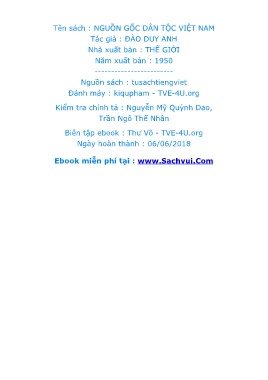 Tên sách : NGUỒN GỐC DÂN TỘC VIỆT NAM
Tác giả : ĐÀO DUY ANH
Nhà xuất bản : THẾ GIỚI
Năm xuất bản : 1950
------------------------
Nguồn sách : tusachtiengviet
Đánh máy : kiqupham - TVE-4U.org
Kiểm tra chính tả : Nguyễn Mỹ Quỳnh Dao,
Trần Ngô Thế Nhân
Biên tập ebook : Thư Võ - TVE-4U.org
Ngày hoàn thành : 06/06/2018
Ebook miễn phí tại : www.Sachvui.Com